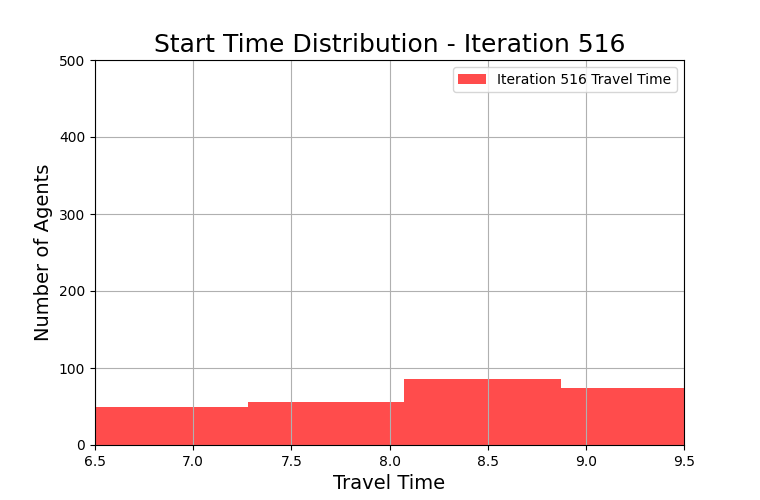 Start Time Distribution - Iteration 516
Iteration 516 Travel Time
Number of Agents
500
400
300
200
100
0
6.5 7.0 7.5 8.0 8.5 9.0 9.5
Travel Time